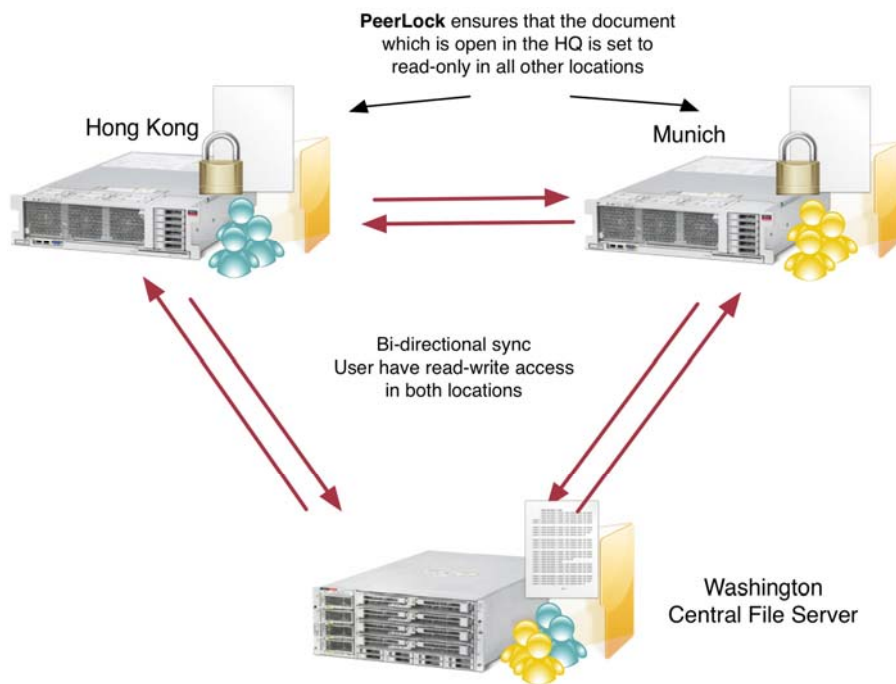 PeerLock ensures that the document
which is open in the HQ is set to
read-only in all other locations
Hong Kong
Munich
Bi-directional sync
User have read-write access
in both locations
Washington
Central File Server